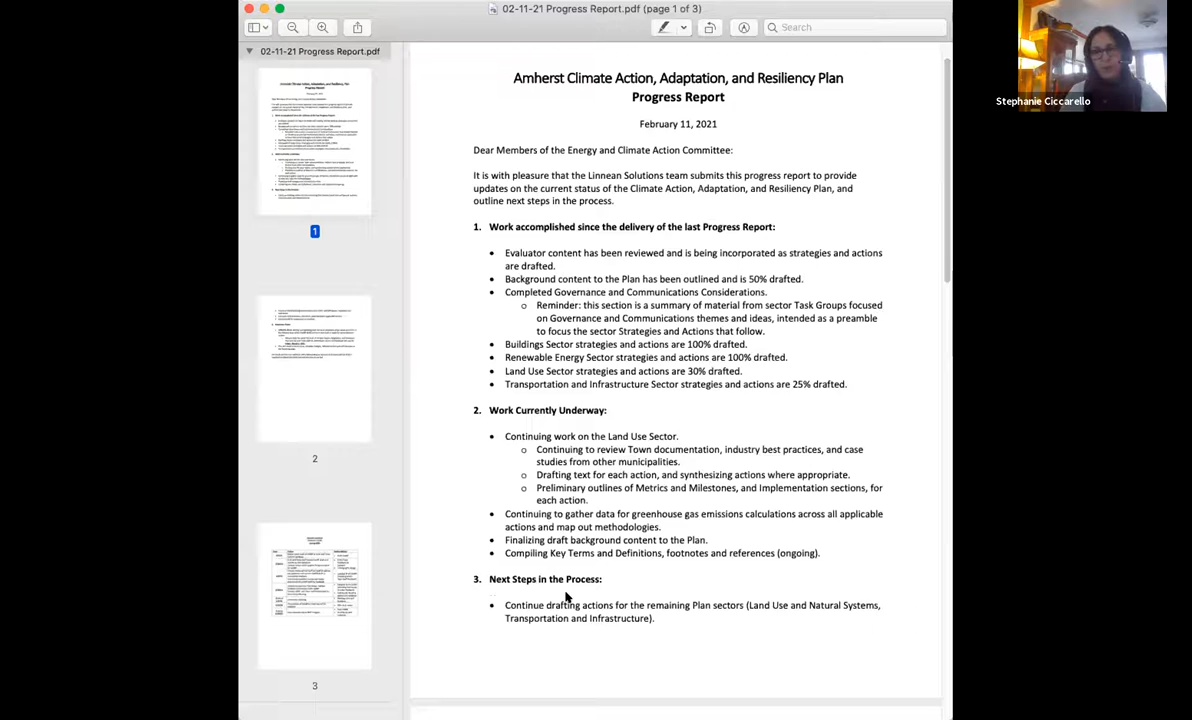 02-11-21 Progress Report.pdf (page 1 of 3)
Search
02-11-21 Progress Report.pdf
1
2
3
Amherst Climate Action, Adaptation, and Resiliency Plan
Progress Report
February 11, 2021
Dear Members of the Energy and Climate Action Committee:
It is with pleasure that the Linnean Solutions team submits this progress report to provide
updates on the current status of the Climate Action, Adaptation, and Resiliency Plan, and
outline next steps in the process.
1. Work accomplished since the delivery of the last Progress Report:
• Evaluator content has been reviewed and is being incorporated as strategies and actions
are drafted.
• Background content to the Plan has been outlined and is 50% drafted.
• Completed Governance and Communications Considerations.
o Reminder: this section is a summary of material from sector Task Groups focused
on Governance and Communications themes and ideas, intended as a preamble
to focus the sector Strategies and Actions that follow.
• Buildings Sector strategies and actions are 100% drafted.
• Renewable Energy Sector strategies and actions are 100% drafted.
• Land Use Sector strategies and actions are 30% drafted.
• Transportation and Infrastructure Sector strategies and actions are 25% drafted.
2. Work Currently Underway:
• Continuing work on the Land Use Sector.
o Continuing to review Town documentation, industry best practices, and case
studies from other municipalities.
o Drafting text for each action, and synthesizing actions where appropriate.
o Preliminary outlines of Metrics and Milestones, and Implementation sections, for
each action.
• Continuing to gather data for greenhouse gas emissions calculations across all applicable
actions and map out methodologies.
• Finalizing draft background content to the Plan.
• Compiling Key Terms and Definitions, footnotes and references (ongoing).
3. Next Steps in the Process:
• Continue drafting actions for the remaining Plan sectors (Land Use and Natural Systems,
Transportation and Infrastructure).
Stephanie Ciccarello